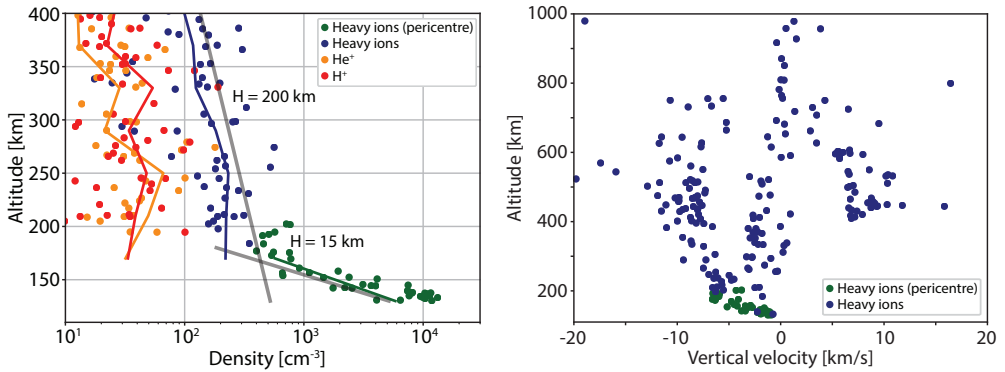 400
350
300
250
200
150
Altitude [km]
10¹
10²
10³
10⁴
Density [cm⁻³]
Heavy ions (pericentre)
Heavy ions
He⁺
H⁺
H = 200 km
H = 15 km
1000
800
600
400
200
Altitude [km]
-20
-10
-5
0
10
20
Vertical velocity [km/s]
Heavy ions (pericentre)
Heavy ions